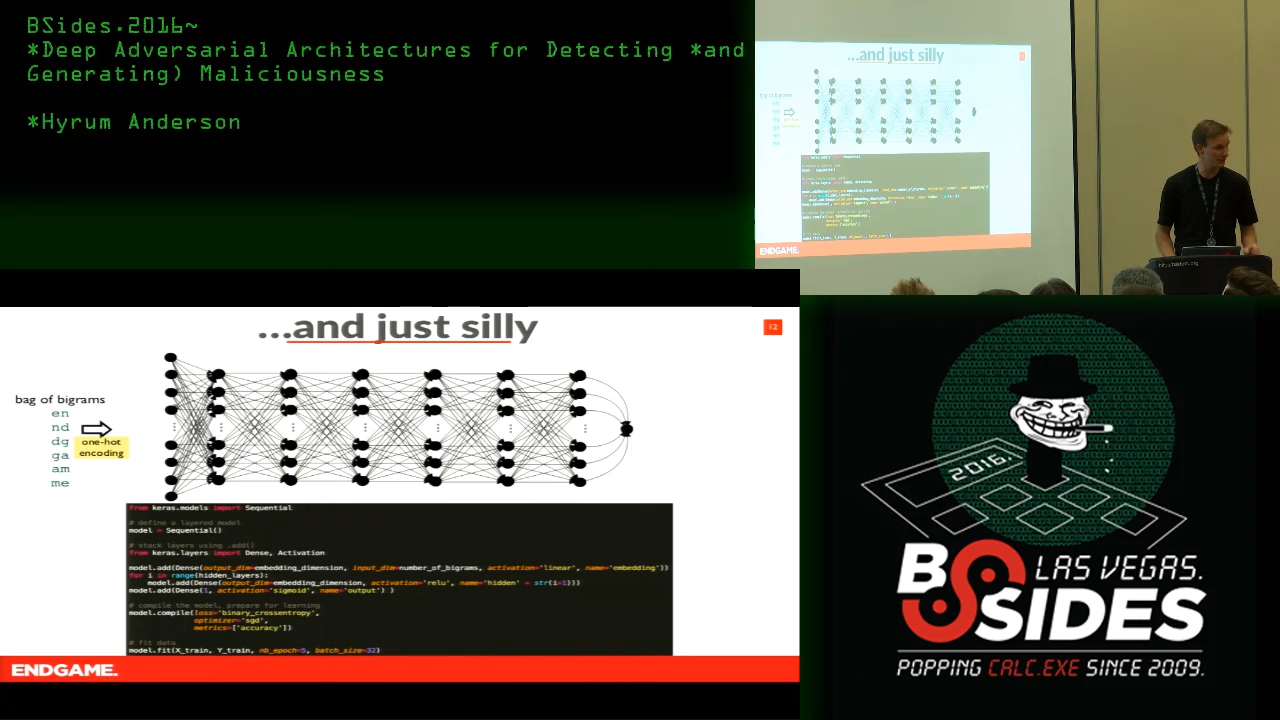 BSides.2016~
*Deep Adversarial Architectures for Detecting *and
Generating) Maliciousness
*Hyrum Anderson
...and just silly
bag of bigrams
ENDGAME.
...and just silly
12
bag of bigrams
en
nd
dg
ga
am
me
one-hot
encoding
from keras.models import Sequential
# define a layered model
model = Sequential()
# stack layers using .add()
from keras.layers import Dense, Activation
model.add(Dense(output_dim=embedding_dimension, input_dim=number_of_bigrams, activation='linear', name='embedding'))
for i in range(hidden_layers):
model.add(Dense(output_dim=embedding_dimension, activation='relu', name='hidden' + str(i+1)))
model.add(Dense(1, activation='sigmoid', name='output') )
# compile the model, prepare for learning
model.compile(loss='binary_crossentropy',
optimizer='sgd',
metrics=['accuracy'])
# fit data
model.fit(X_train, Y_train, nb_epoch=5, batch_size=32)
ENDGAME.
2016.
BSIDES
LAS VEGAS.
POPPING CALC.EXE SINCE 2009.